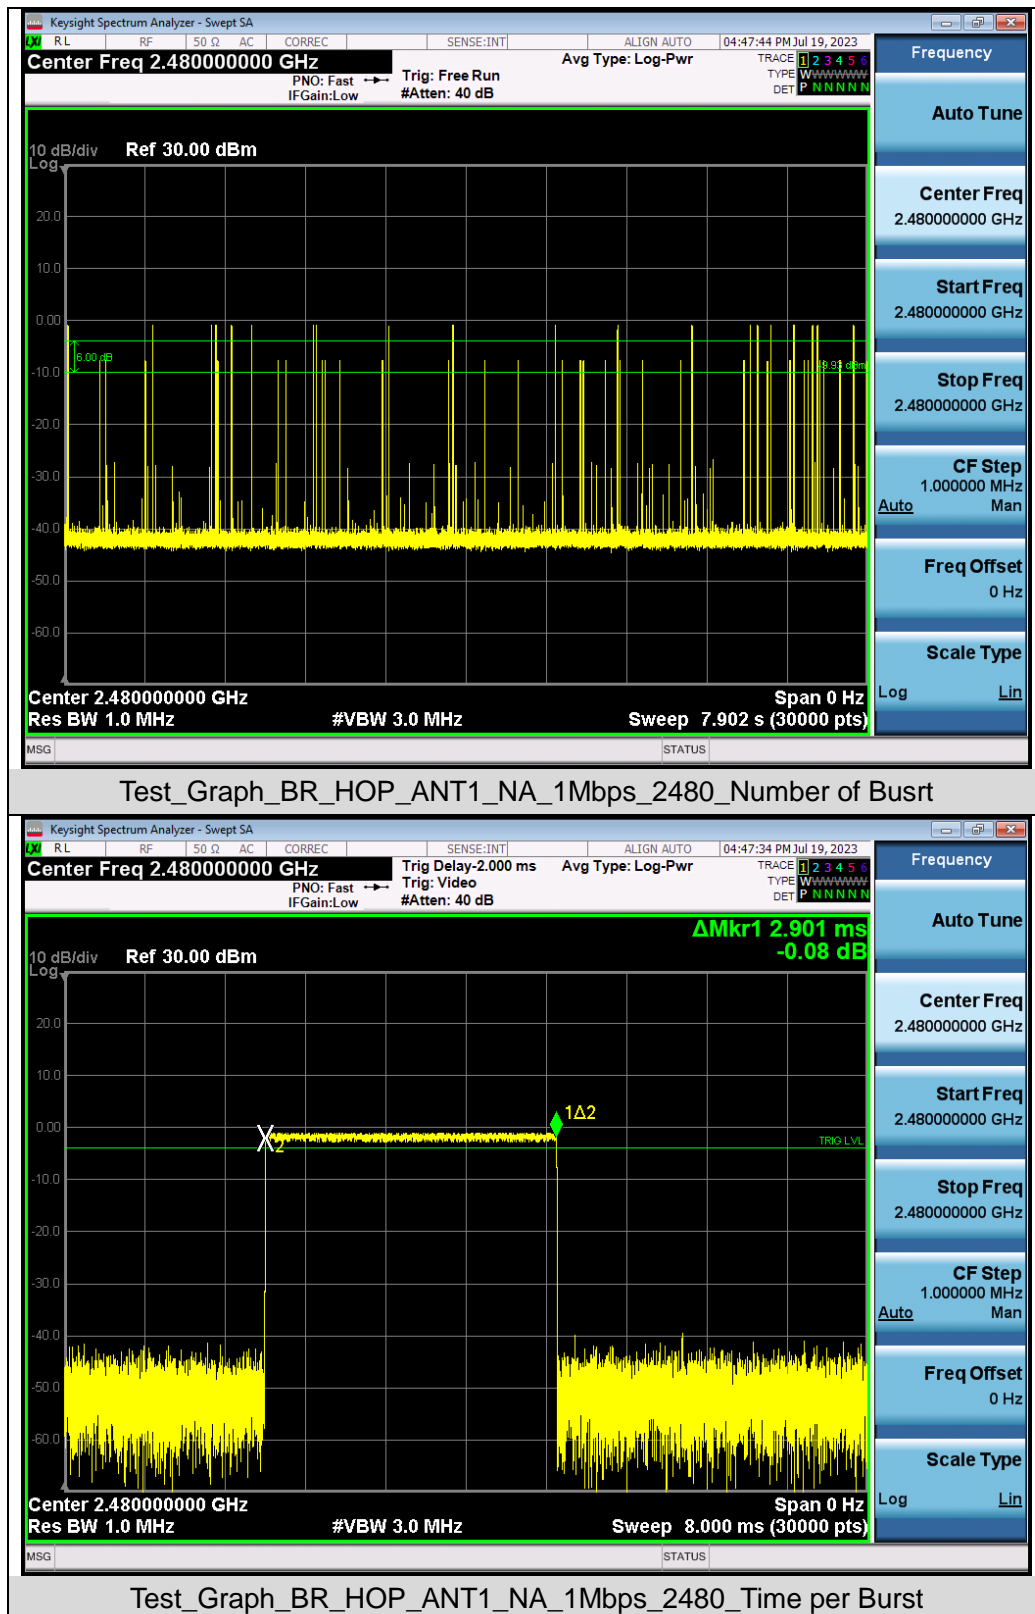 Keysight Spectrum Analyzer - Swept SA
LXI RL RF 50 Ω AC CORREC SENSE:INT ALIGN AUTO 04:47:44 PM Jul 19, 2023
Center Freq 2.480000000 GHz
PNO: Fast
IFGain:Low
Trig: Free Run
#Atten: 40 dB
Avg Type: Log-Pwr
TRACE 1 2 3 4 5 6
TYPE WWWWWW
DET P N N N N N
10 dB/div
Log
Ref 30.00 dBm
20.0
10.0
0.00
6.00 dB
-10.0
-20.0
-30.0
-40.0
-50.0
-60.0
Center 2.480000000 GHz
Span 0 Hz
Res BW 1.0 MHz
#VBW 3.0 MHz
Sweep 7.902 s (30000 pts)
MSG
STATUS
Frequency
Auto Tune
Center Freq
2.480000000 GHz
Start Freq
2.480000000 GHz
Stop Freq
2.480000000 GHz
CF Step
1.000000 MHz
Auto Man
Freq Offset
0 Hz
Scale Type
Log Lin
Test_Graph_BR_HOP_ANT1_NA_1Mbps_2480_Number of Busrt
Keysight Spectrum Analyzer - Swept SA
LXI RL RF 50 Ω AC CORREC SENSE:INT ALIGN AUTO 04:47:34 PM Jul 19, 2023
Center Freq 2.480000000 GHz
PNO: Fast
IFGain:Low
Trig Delay-2.000 ms
Trig: Video
#Atten: 40 dB
Avg Type: Log-Pwr
TRACE 1 2 3 4 5 6
TYPE WWWWWW
DET P N N N N N
ΔMkr1 2.901 ms
-0.08 dB
10 dB/div
Log
Ref 30.00 dBm
20.0
10.0
0.00
1Δ2
X2
TRIG LVL
-10.0
-20.0
-30.0
-40.0
-50.0
-60.0
Center 2.480000000 GHz
Span 0 Hz
Res BW 1.0 MHz
#VBW 3.0 MHz
Sweep 8.000 ms (30000 pts)
MSG
STATUS
Frequency
Auto Tune
Center Freq
2.480000000 GHz
Start Freq
2.480000000 GHz
Stop Freq
2.480000000 GHz
CF Step
1.000000 MHz
Auto Man
Freq Offset
0 Hz
Scale Type
Log Lin
Test_Graph_BR_HOP_ANT1_NA_1Mbps_2480_Time per Burst